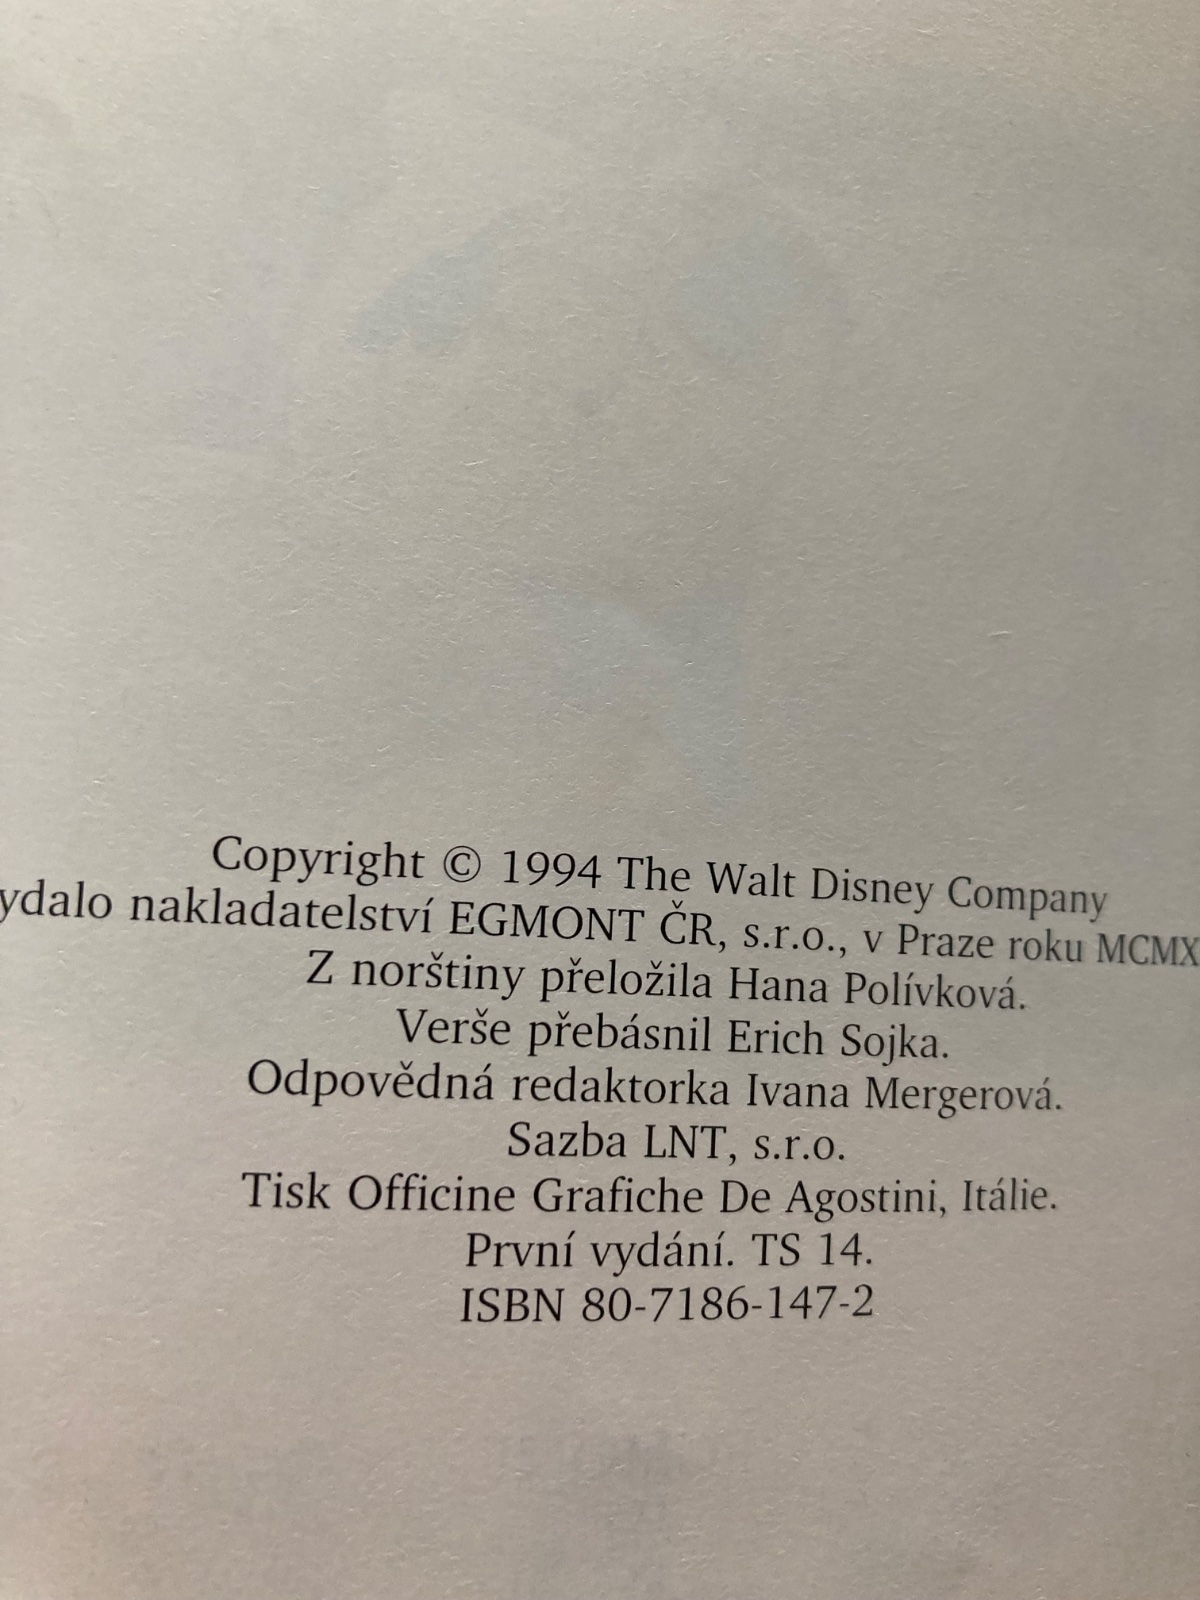 Copyright © 1994 The Walt Disney Company
ydalo nakladatelství EGMONT ČR, s.r.o., v Praze roku MCMX
Z norštiny přeložila Hana Polívková.
Verše přebásnil Erich Sojka.
Odpovědná redaktorka Ivana Mergerová.
Sazba LNT, s.r.o.
Tisk Officine Grafiche De Agostini, Itálie.
První vydání. TS 14.
ISBN 80-7186-147-2